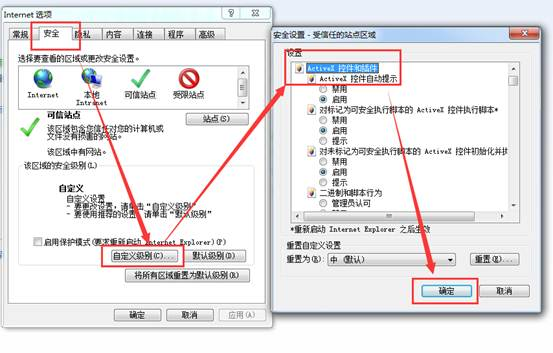 Internet 选项
常规
安全
隐私
内容
连接
程序
高级
选择要查看的区域或更改安全设置。
Internet
本地
Intranet
可信站点
受限站点
可信站点
该区域包含您信任对您的计算机或
文件没有损害的网站。
该区域中有网站。
站点(S)
该区域的安全级别(L)
自定义
自定义设置
- 要更改设置，请单击“自定义级别”
- 要使用推荐的设置，请单击“默认级别”
启用保护模式(要求重新启动 Internet Explorer)(P)
自定义级别(C)...
默认级别(D)
将所有区域重置为默认级别(R)
确定
取消
应用(A)
安全设置 - 受信任的站点区域
设置
ActiveX 控件和插件
ActiveX 控件自动提示
禁用
启用
对标记为可安全执行脚本的 ActiveX 控件执行脚本*
禁用
启用
提示
对未标记为可安全执行脚本的 ActiveX 控件初始化并执
禁用
启用
提示
二进制和脚本行为
管理员认可
*重新启动 Internet Explorer 之后生效
重置自定义设置
重置为(R):
中 (默认)
重置(E)...
确定
取消